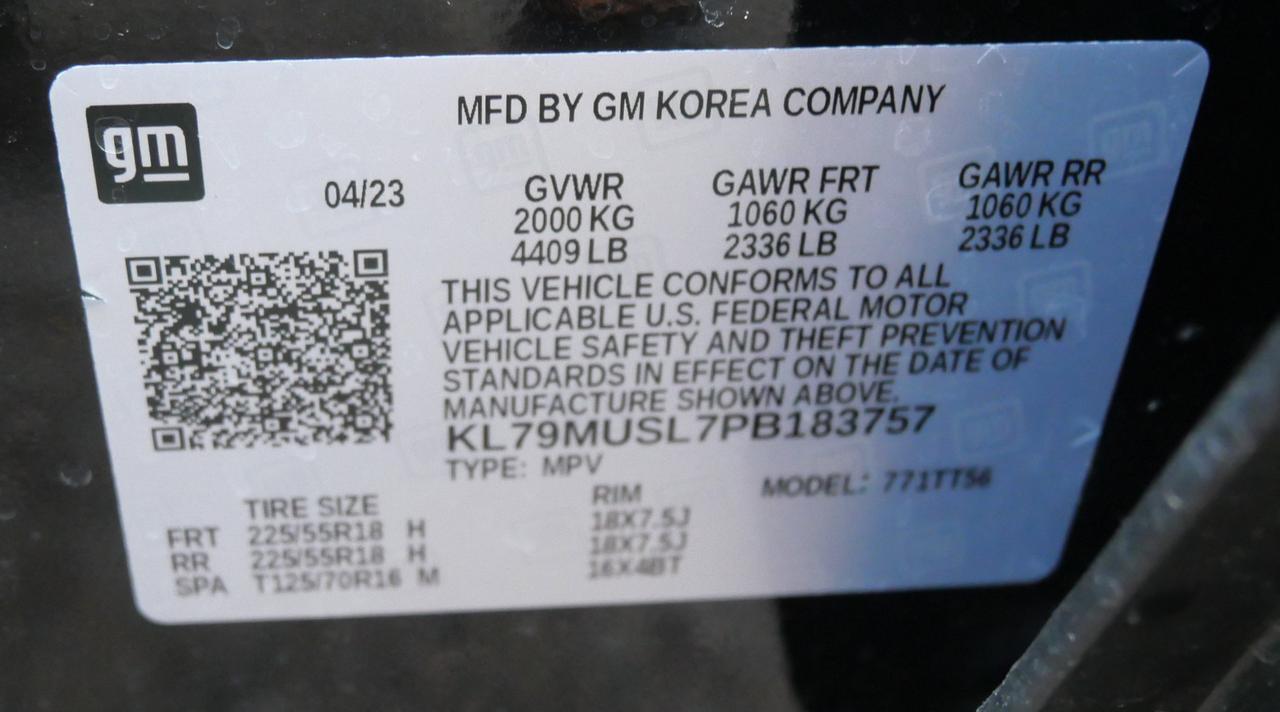 gm
MFD BY GM KOREA COMPANY
04/23
GVWR GAWR FRT GAWR RR
2000 KG 1060 KG 1060 KG
4409 LB 2336 LB 2336 LB
THIS VEHICLE CONFORMS TO ALL
APPLICABLE U.S. FEDERAL MOTOR
VEHICLE SAFETY AND THEFT PREVENTION
STANDARDS IN EFFECT ON THE DATE OF
MANUFACTURE SHOWN ABOVE.
KL79MUSL7PB183757
TYPE: MPV MODEL: 771TT56
TIRE SIZE RIM
FRT 225/55R18 H 18X7.5J
RR 225/55R18 H 18X7.5J
SPA T125/70R16 M 16X4BT